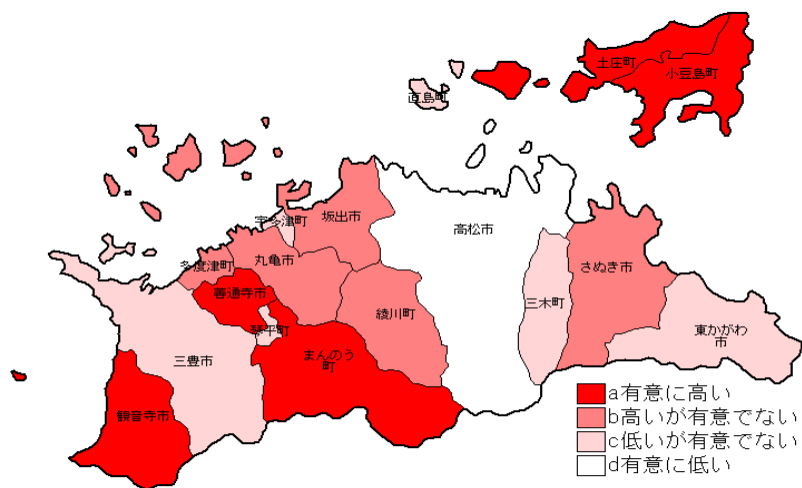 土庄町
小豆島町
直島町
宇多津町
坂出市
高松市
多度津町
丸亀市
さぬき市
善通寺市
綾川町
三木町
琴平町
東かがわ
市
三豊市
まんのう
町
観音寺市
a有意に高い
b高いが有意でない
c低いが有意でない
d有意に低い